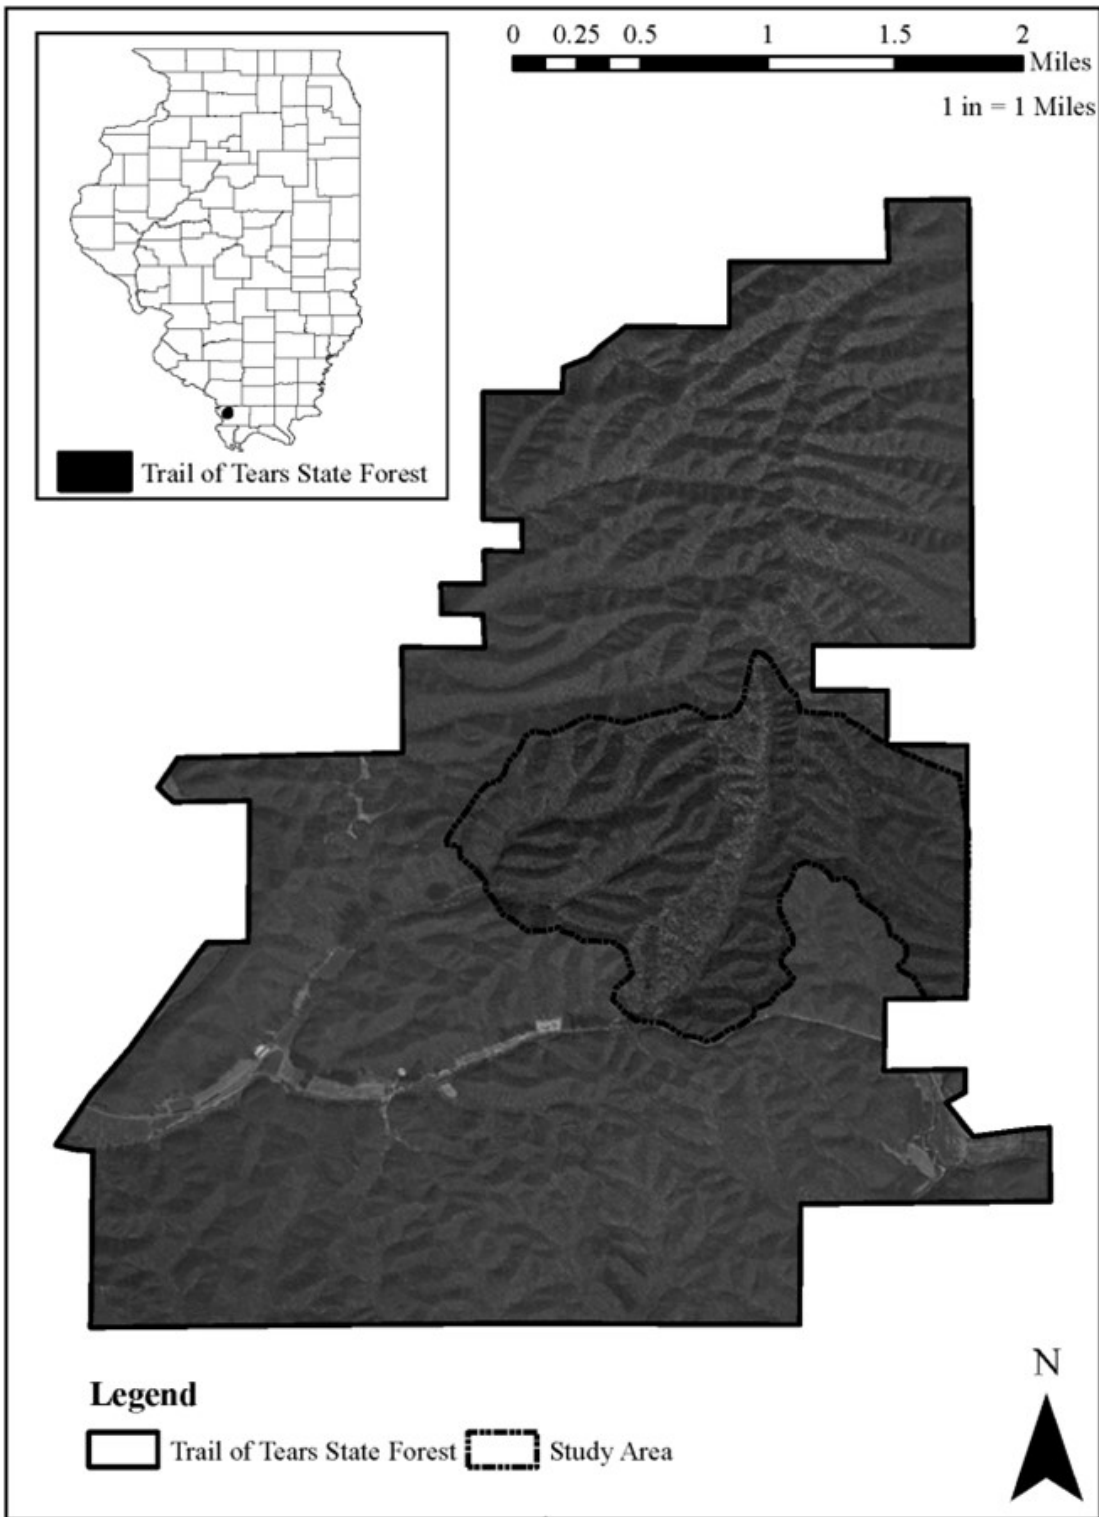 0 0.25 0.5 1 1.5 2
Miles
1 in = 1 Miles
Trail of Tears State Forest
N
Legend
Trail of Tears State Forest Study Area